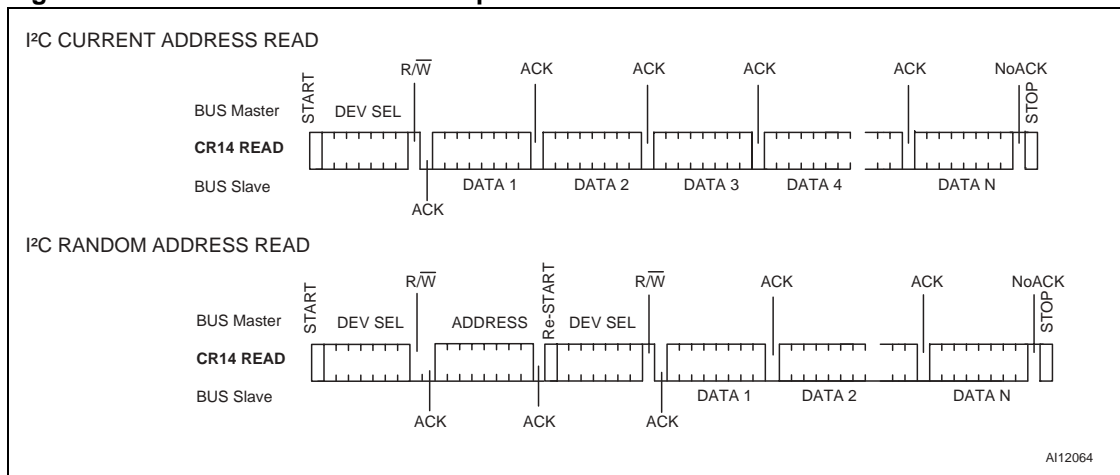 I²C CURRENT ADDRESS READ
START R/W ACK ACK ACK ACK NoACK STOP
BUS Master DEV SEL
CR14 READ
BUS Slave DATA 1 DATA 2 DATA 3 DATA 4 DATA N
ACK
I²C RANDOM ADDRESS READ
START R/W Re-START R/W ACK ACK NoACK STOP
BUS Master DEV SEL ADDRESS DEV SEL
CR14 READ
BUS Slave DATA 1 DATA 2 DATA N
ACK ACK ACK
AI12064